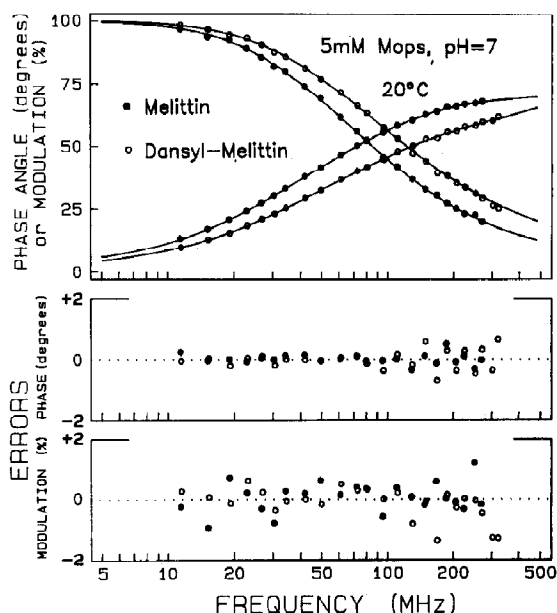 PHASE ANGLE (degrees)
or MODULATION (%)
100
75
50
25
0
5mM Mops, pH=7
20°C
Melittin
Dansyl-Melittin
ERRORS
PHASE (degrees)
+2
0
-2
MODULATION (%)
+2
0
-2
5
10
20
50
100
200
500
FREQUENCY (MHz)